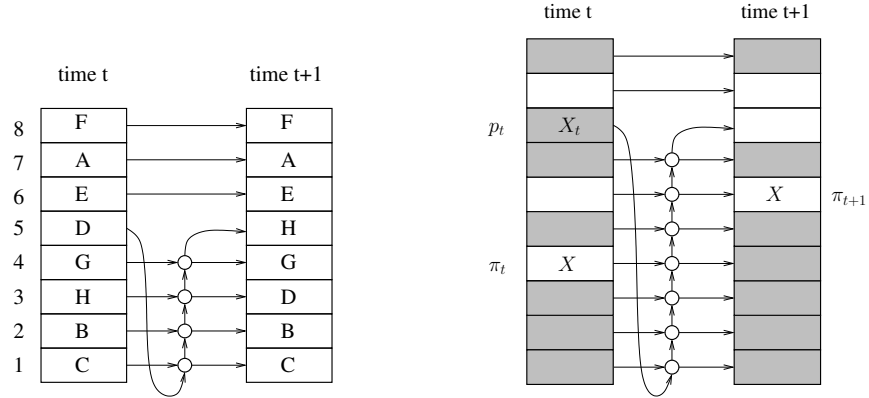 time t time t+1
8 F F
7 A A
6 E E
5 D H
4 G G
3 H D
2 B B
1 C C
time t time t+1
p_t X_t
X π_{t+1}
π_t X